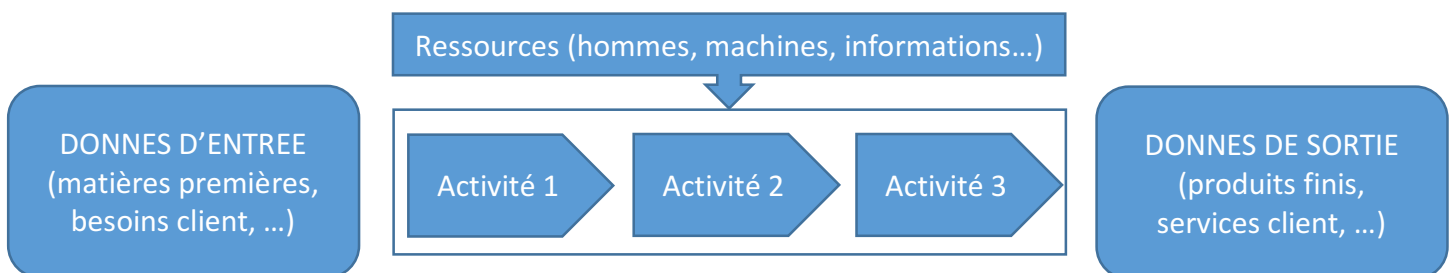 Ressources (hommes, machines, informations…)
DONNES D’ENTREE
(matières premières,
besoins client, …)
Activité 1
Activité 2
Activité 3
DONNES DE SORTIE
(produits finis,
services client, …)